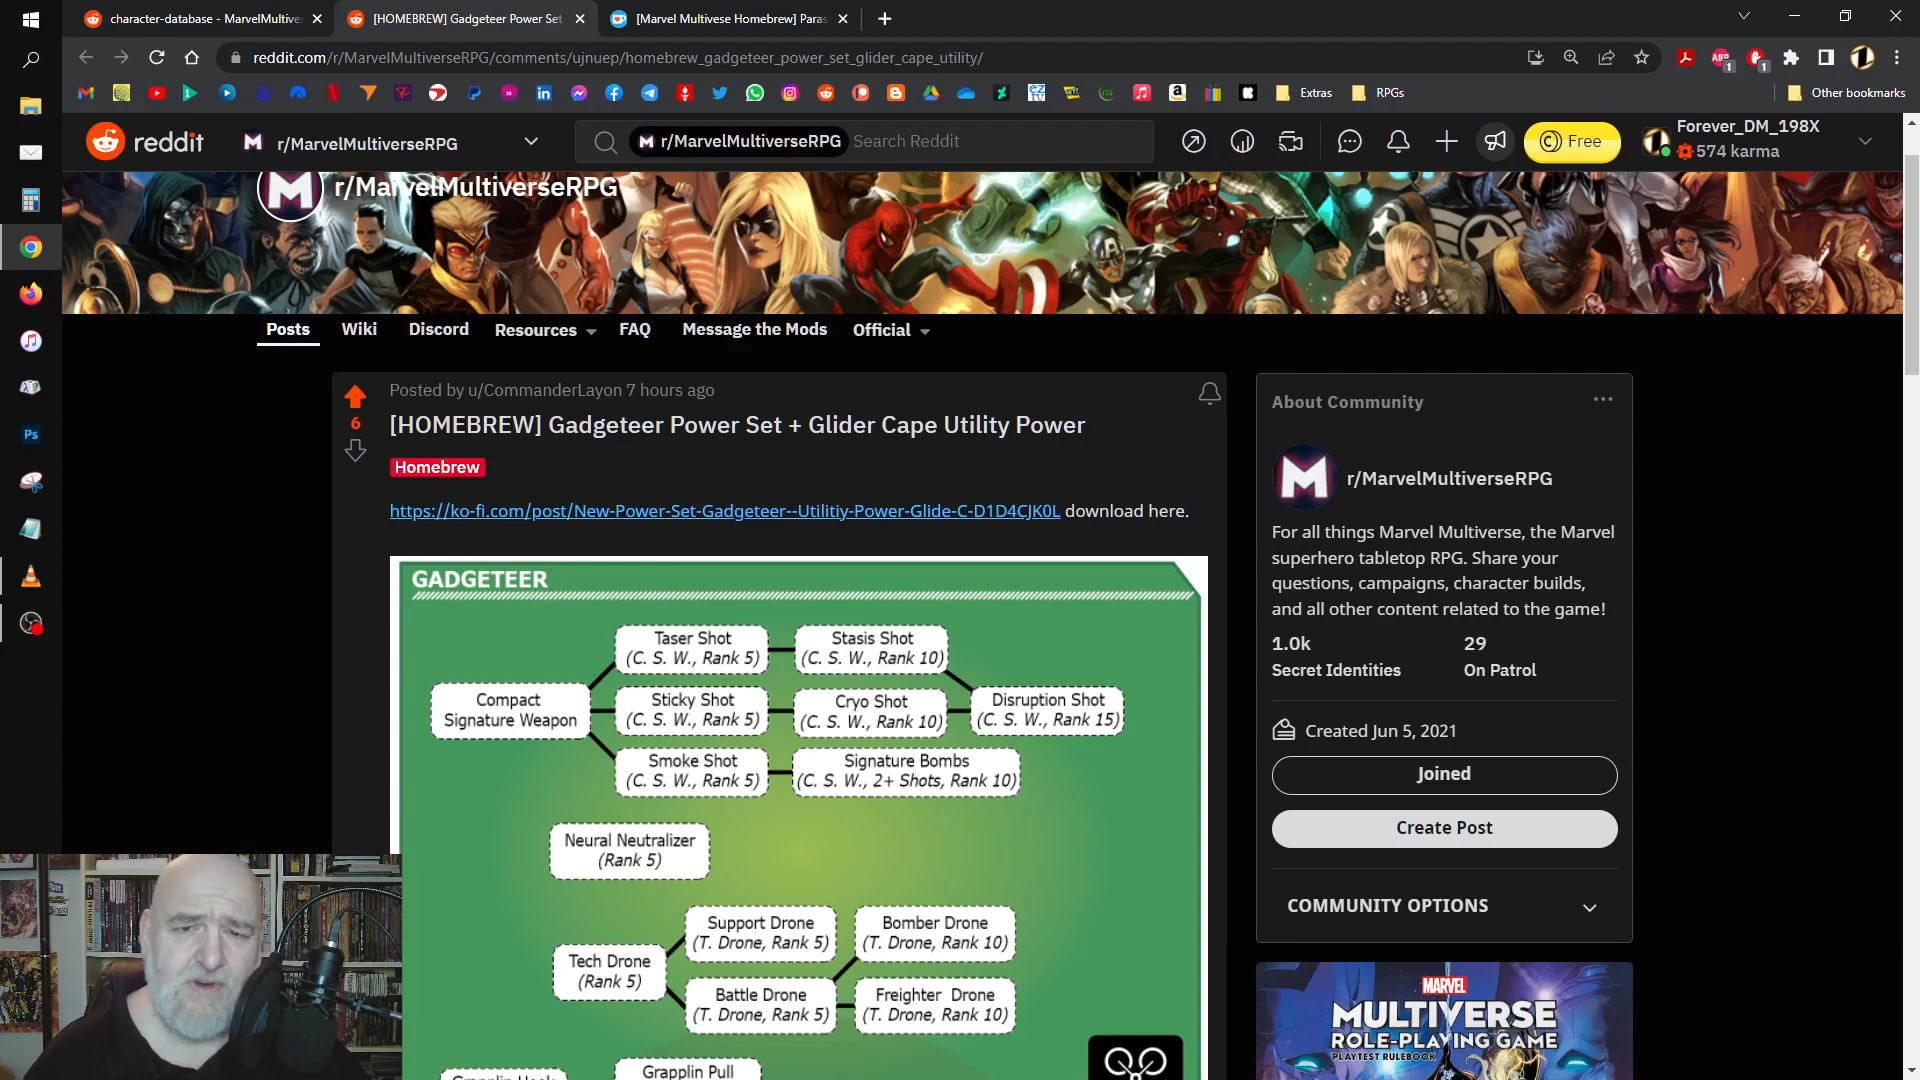 character-database - MarvelMultiver
[HOMEBREW] Gadgeteer Power Set
[Marvel Multivese Homebrew] Paras
reddit.com/r/MarvelMultiverseRPG/comments/ujnuep/homebrew_gadgeteer_power_set_glider_cape_utility/
Extras
RPGs
Other bookmarks
reddit
r/MarvelMultiverseRPG
r/MarvelMultiverseRPG
Search Reddit
Free
Forever_DM_198X
574 karma
r/MarvelMultiverseRPG
Posts
Wiki
Discord
Resources
FAQ
Message the Mods
Official
6
Posted by u/CommanderLayon 7 hours ago
[HOMEBREW] Gadgeteer Power Set + Glider Cape Utility Power
Homebrew
https://ko-fi.com/post/New-Power-Set-Gadgeteer--Utilitiy-Power-Glide-C-D1D4CJK0L download here.
GADGETEER
Taser Shot
(C. S. W., Rank 5)
Stasis Shot
(C. S. W., Rank 10)
Compact
Signature Weapon
Sticky Shot
(C. S. W., Rank 5)
Cryo Shot
(C. S. W., Rank 10)
Disruption Shot
(C. S. W., Rank 15)
Smoke Shot
(C. S. W., Rank 5)
Signature Bombs
(C. S. W., 2+ Shots, Rank 10)
Neural Neutralizer
(Rank 5)
Tech Drone
(Rank 5)
Support Drone
(T. Drone, Rank 5)
Bomber Drone
(T. Drone, Rank 10)
Battle Drone
(T. Drone, Rank 5)
Freighter Drone
(T. Drone, Rank 10)
Grapplin Hook
Grapplin Pull
About Community
r/MarvelMultiverseRPG
For all things Marvel Multiverse, the Marvel
superhero tabletop RPG. Share your
questions, campaigns, character builds,
and all other content related to the game!
1.0k
29
Secret Identities
On Patrol
Created Jun 5, 2021
Joined
Create Post
COMMUNITY OPTIONS
MARVEL
MULTIVERSE
ROLE-PLAYING GAME
PLAYTEST RULEBOOK